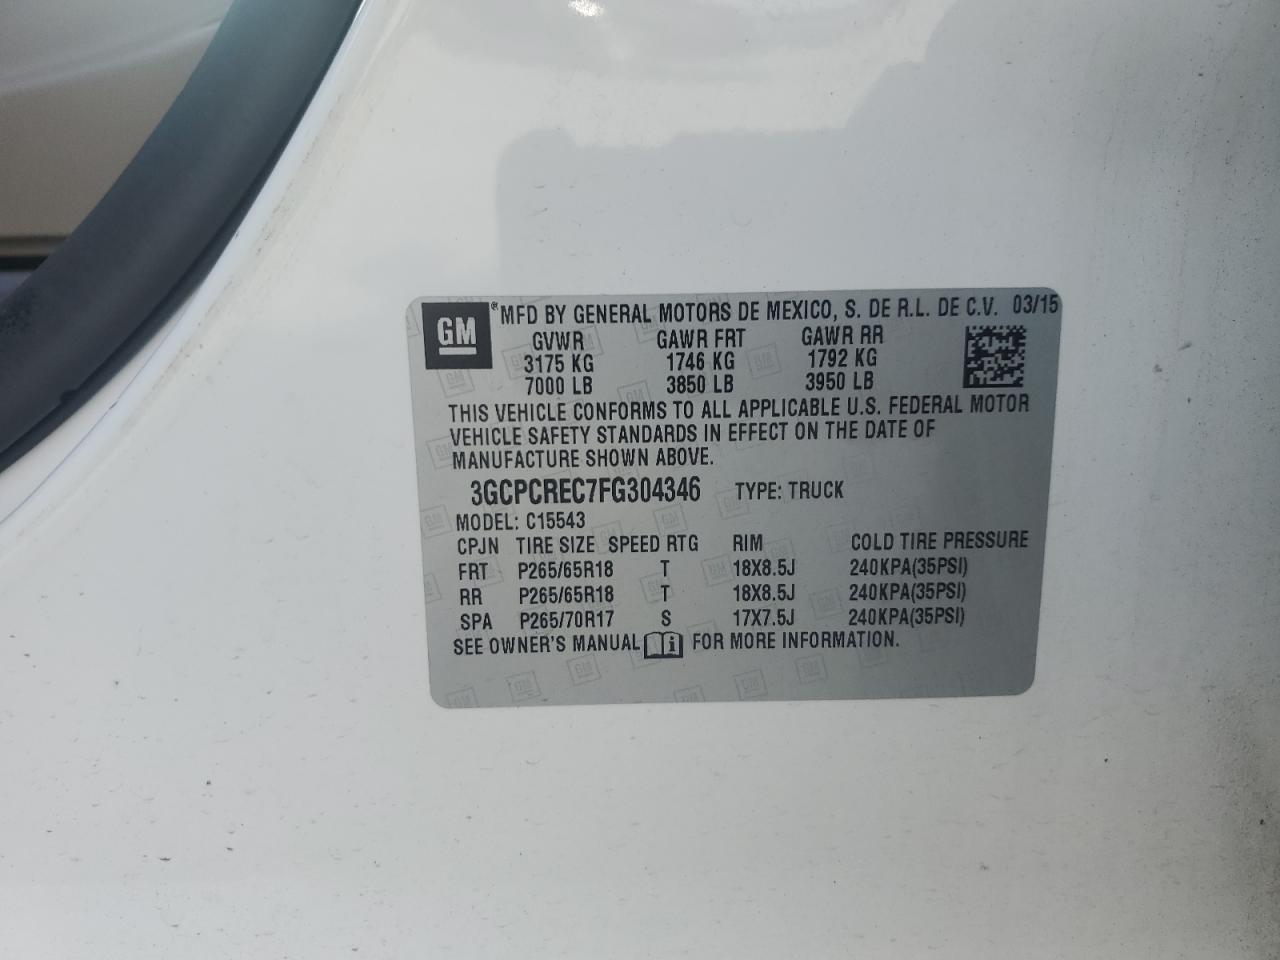 GM ® MFD BY GENERAL MOTORS DE MEXICO, S. DE R.L. DE C.V. 03/15
GVWR GAWR FRT GAWR RR
3175 KG 1746 KG 1792 KG
7000 LB 3850 LB 3950 LB
THIS VEHICLE CONFORMS TO ALL APPLICABLE U.S. FEDERAL MOTOR
VEHICLE SAFETY STANDARDS IN EFFECT ON THE DATE OF
MANUFACTURE SHOWN ABOVE.
3GCPCREC7FG304346 TYPE: TRUCK
MODEL: C15543
CPJN TIRE SIZE SPEED RTG RIM COLD TIRE PRESSURE
FRT P265/65R18 T 18X8.5J 240KPA(35PSI)
RR P265/65R18 T 18X8.5J 240KPA(35PSI)
SPA P265/70R17 S 17X7.5J 240KPA(35PSI)
SEE OWNER'S MANUAL i FOR MORE INFORMATION.